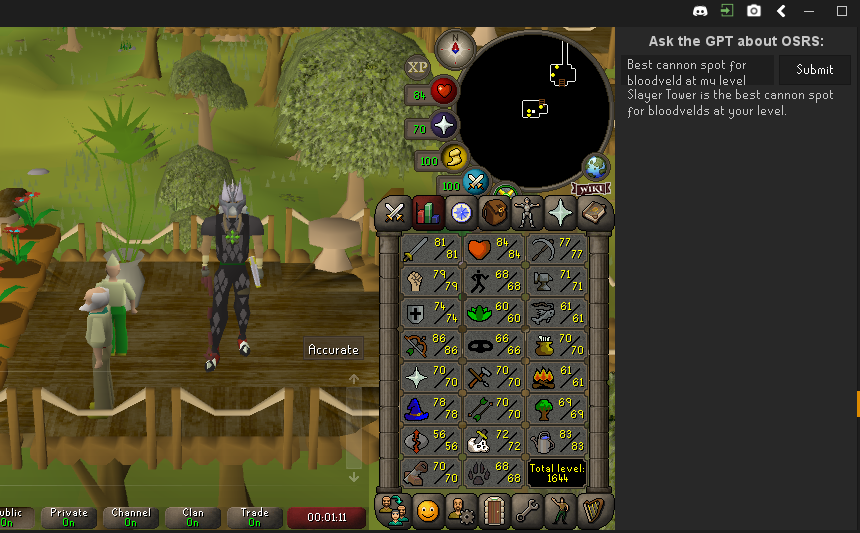 Ask the GPT about OSRS:
Best cannon spot for
bloodveld at my level
Submit
Slayer Tower is the best cannon spot
for bloodvelds at your level.
N
XP
84
70
100
100
WIKI
81/81
84/84
77/77
79/79
68/68
71/71
74/74
60/60
61/61
86/86
66/66
70/70
70/70
70/70
61/61
78/78
70/70
69/69
56/56
72/72
83/83
70/70
68/68
Total level:
1644
Accurate
ublic
On
Private
On
Channel
On
Clan
On
Trade
On
00:01:11